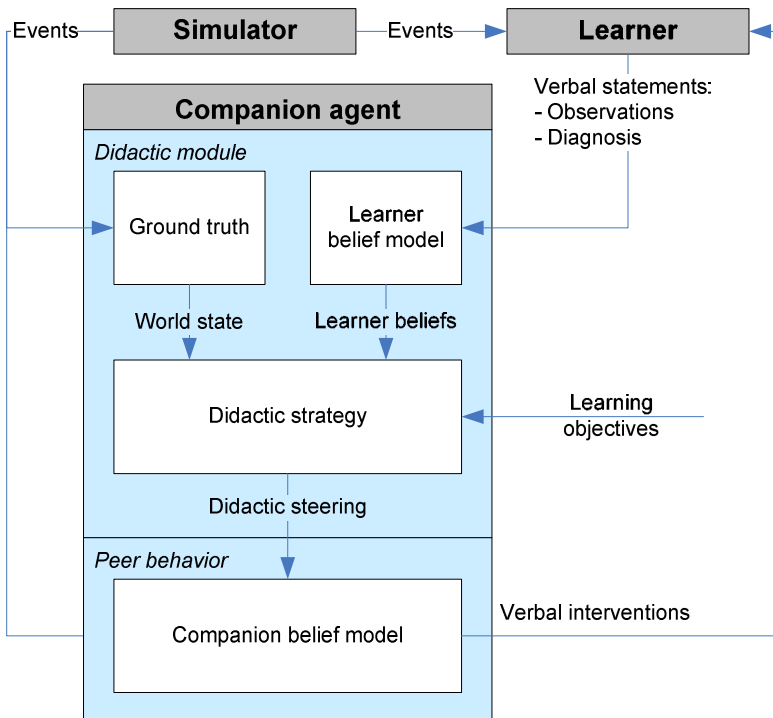 Events
Simulator
Events
Learner
Verbal statements:
- Observations
- Diagnosis
Companion agent
Didactic module
Ground truth
Learner
belief model
World state
Learner beliefs
Didactic strategy
Learning
objectives
Didactic steering
Peer behavior
Companion belief model
Verbal interventions